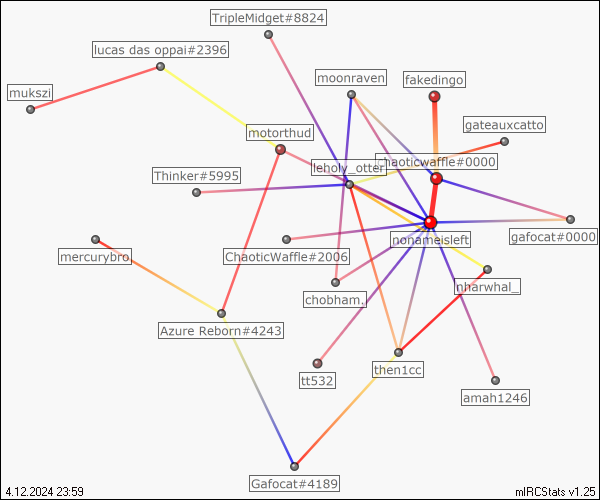 TripleMidget#8824
lucas das oppai#2396
moonraven
fakedingo
mukszi
gateauxcatto
motorthud
chaoticwaffle#0000
leholy_otter
Thinker#5995
nonameisleft
gafocat#0000
mercurybro
ChaoticWaffle#2006
nharwhal_
chobham.
Azure Reborn#4243
then1cc
tt532
amah1246
Gafocat#4189
4.12.2024 23:59
mIRCStats v1.25